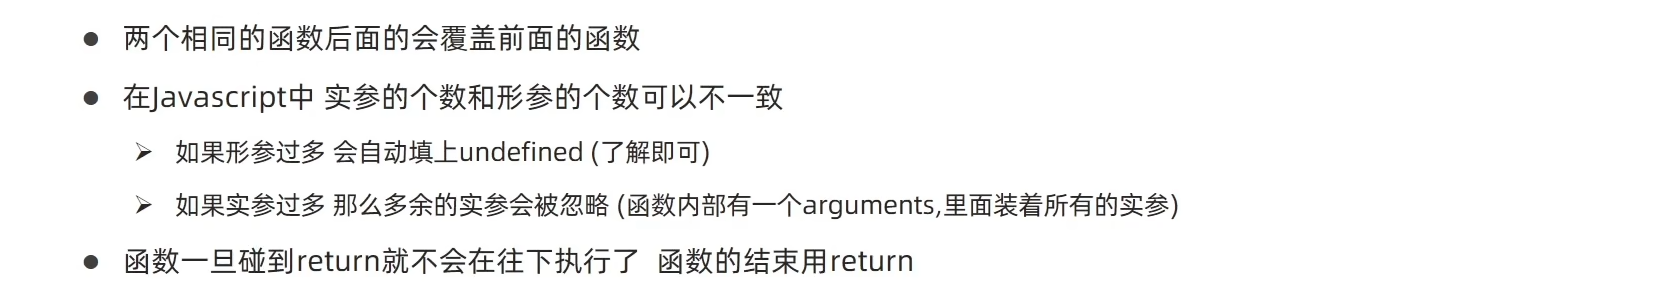 ● 两个相同的函数后面的会覆盖前面的函数
● 在Javascript中 实参的个数和形参的个数可以不一致
➢ 如果形参过多 会自动填上undefined (了解即可)
➢ 如果实参过多 那么多余的实参会被忽略 (函数内部有一个arguments,里面装着所有的实参)
● 函数一旦碰到return就不会在往下执行了 函数的结束用return